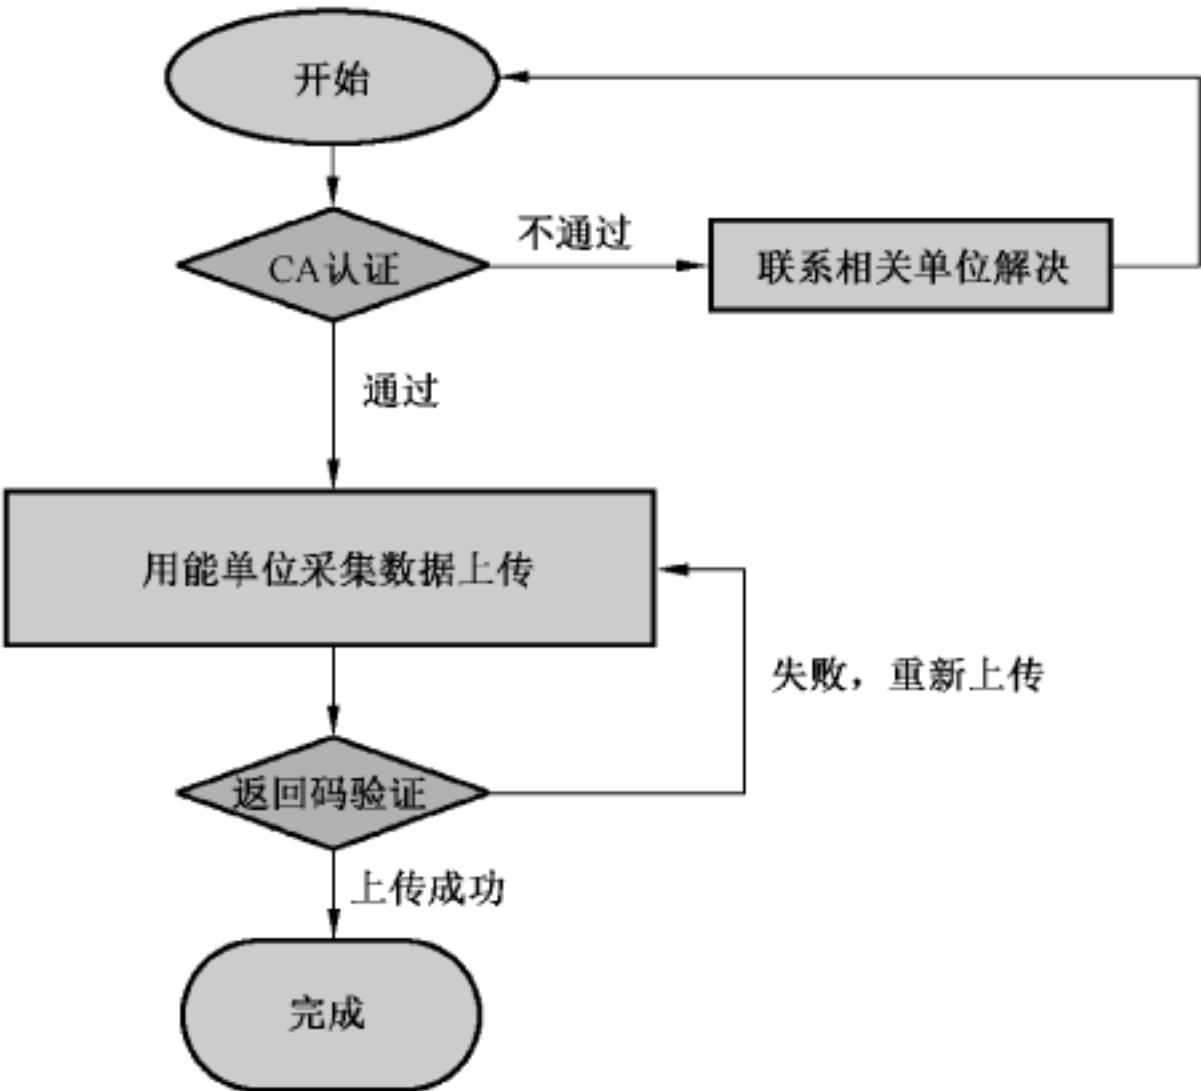 开始
CA认证
不通过
联系相关单位解决
通过
用能单位采集数据上传
失败，重新上传
返回码验证
上传成功
完成